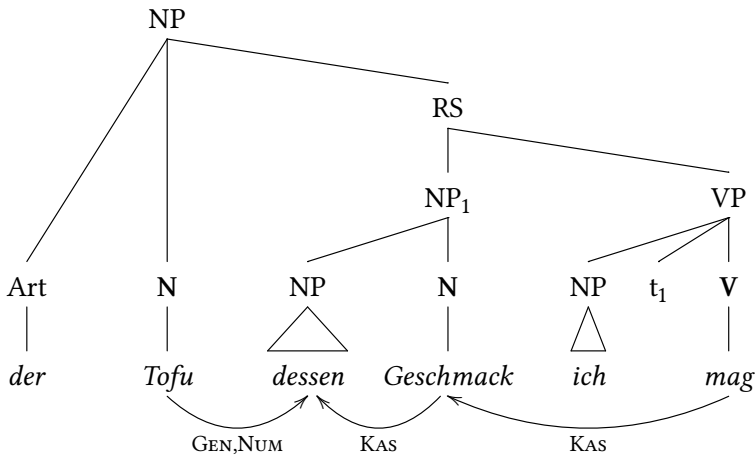 NP
RS
NP₁ VP
Art N NP N NP t₁ V
der Tofu dessen Geschmack ich mag
GEN,NUM KAS KAS